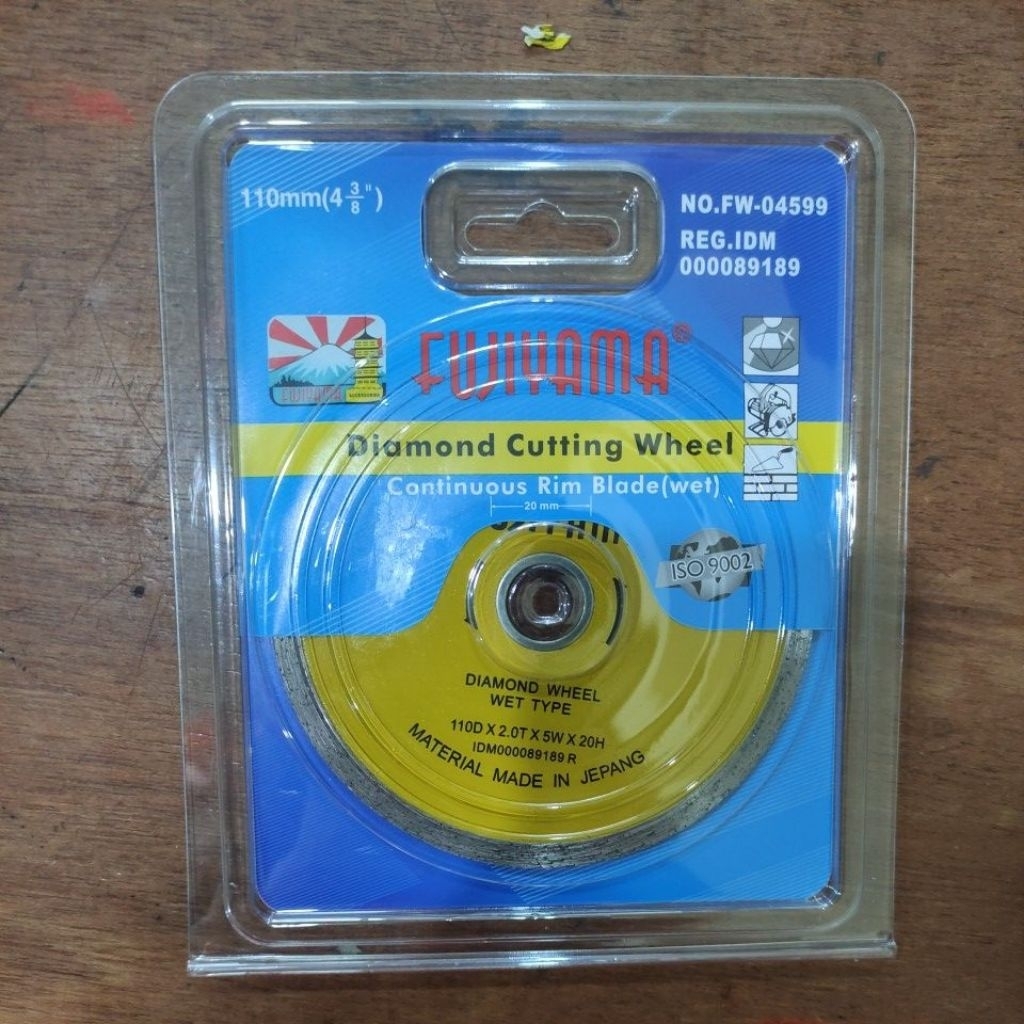 110mm(4 3/8")
NO.FW-04599
REG.IDM
000089189
FUJIYAMA®
FUJIYAMA
Diamond Cutting Wheel
Continuous Rim Blade(wet)
20 mm
ISO 9002
DIAMOND WHEEL
WET TYPE
110D X 2.0T X 5W X 20H
IDM000089189 R
MATERIAL MADE IN JEPANG